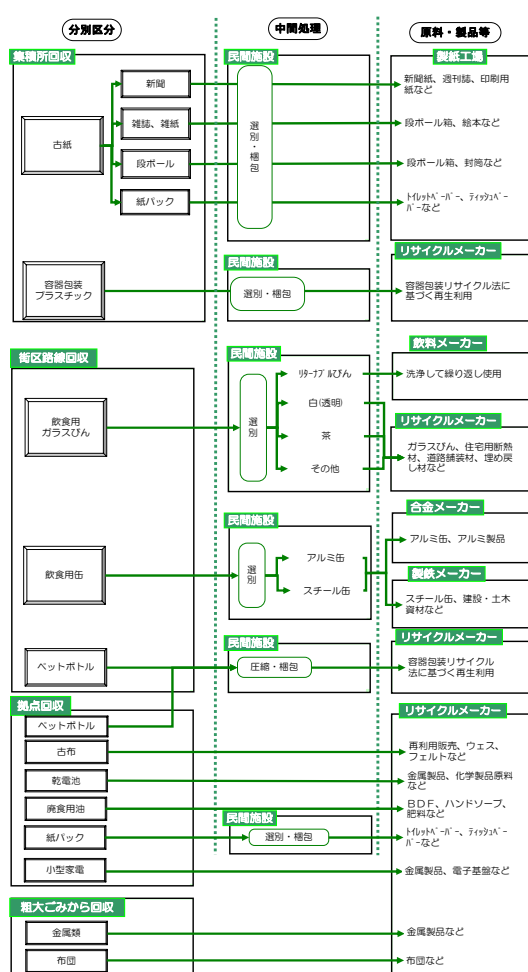 分別区分
中間処理
原料・製品等
集積所回収
民間施設
製紙工場
古紙
新聞
雑誌、雑紙
段ボール
紙パック
選別・梱包
新聞紙、週刊誌、印刷用
紙など
段ボール箱、絵本など
段ボール箱、封筒など
ﾄｲﾚｯﾄﾍﾟｰﾊﾟｰ、ﾃｨｯｼｭﾍﾟｰ
ﾊﾟｰなど
容器包装
プラスチック
民間施設
選別・梱包
リサイクルメーカー
容器包装リサイクル法に
基づく再生利用
街区路線回収
民間施設
飲料メーカー
飲食用
ガラスびん
選別
ﾘﾀｰﾅﾌﾞﾙびん
白(透明)
茶
その他
洗浄して繰り返し使用
リサイクルメーカー
ガラスびん、住宅用断熱
材、道路舗装材、埋め戻
し材など
飲食用缶
民間施設
選別
アルミ缶
スチール缶
合金メーカー
アルミ缶、アルミ製品
製鉄メーカー
スチール缶、建設・土木
資材など
ペットボトル
民間施設
圧縮・梱包
リサイクルメーカー
容器包装リサイクル
法に基づく再生利用
拠点回収
リサイクルメーカー
ペットボトル
古布
再利用販売、ウェス、
フェルトなど
乾電池
金属製品、化学製品原料
など
廃食用油
ＢＤＦ、ハンドソープ、
肥料など
紙パック
民間施設
選別・梱包
ﾄｲﾚｯﾄﾍﾟｰﾊﾟｰ、ﾃｨｯｼｭﾍﾟｰ
ﾊﾟｰなど
小型家電
金属製品、電子基盤など
粗大ごみから回収
金属類
金属製品など
布団
布団など